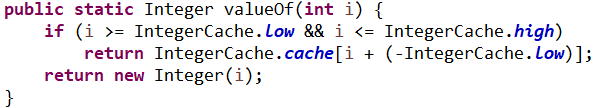 public static Integer valueOf(int i) {
    if (i >= IntegerCache.low && i <= IntegerCache.high)
        return IntegerCache.cache[i + (-IntegerCache.low)];
    return new Integer(i);
}